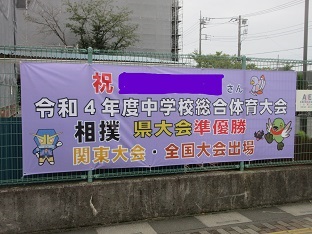 祝 さん
令和4年度中学校総合体育大会
相撲 県大会準優勝
関東大会・全国大会出場